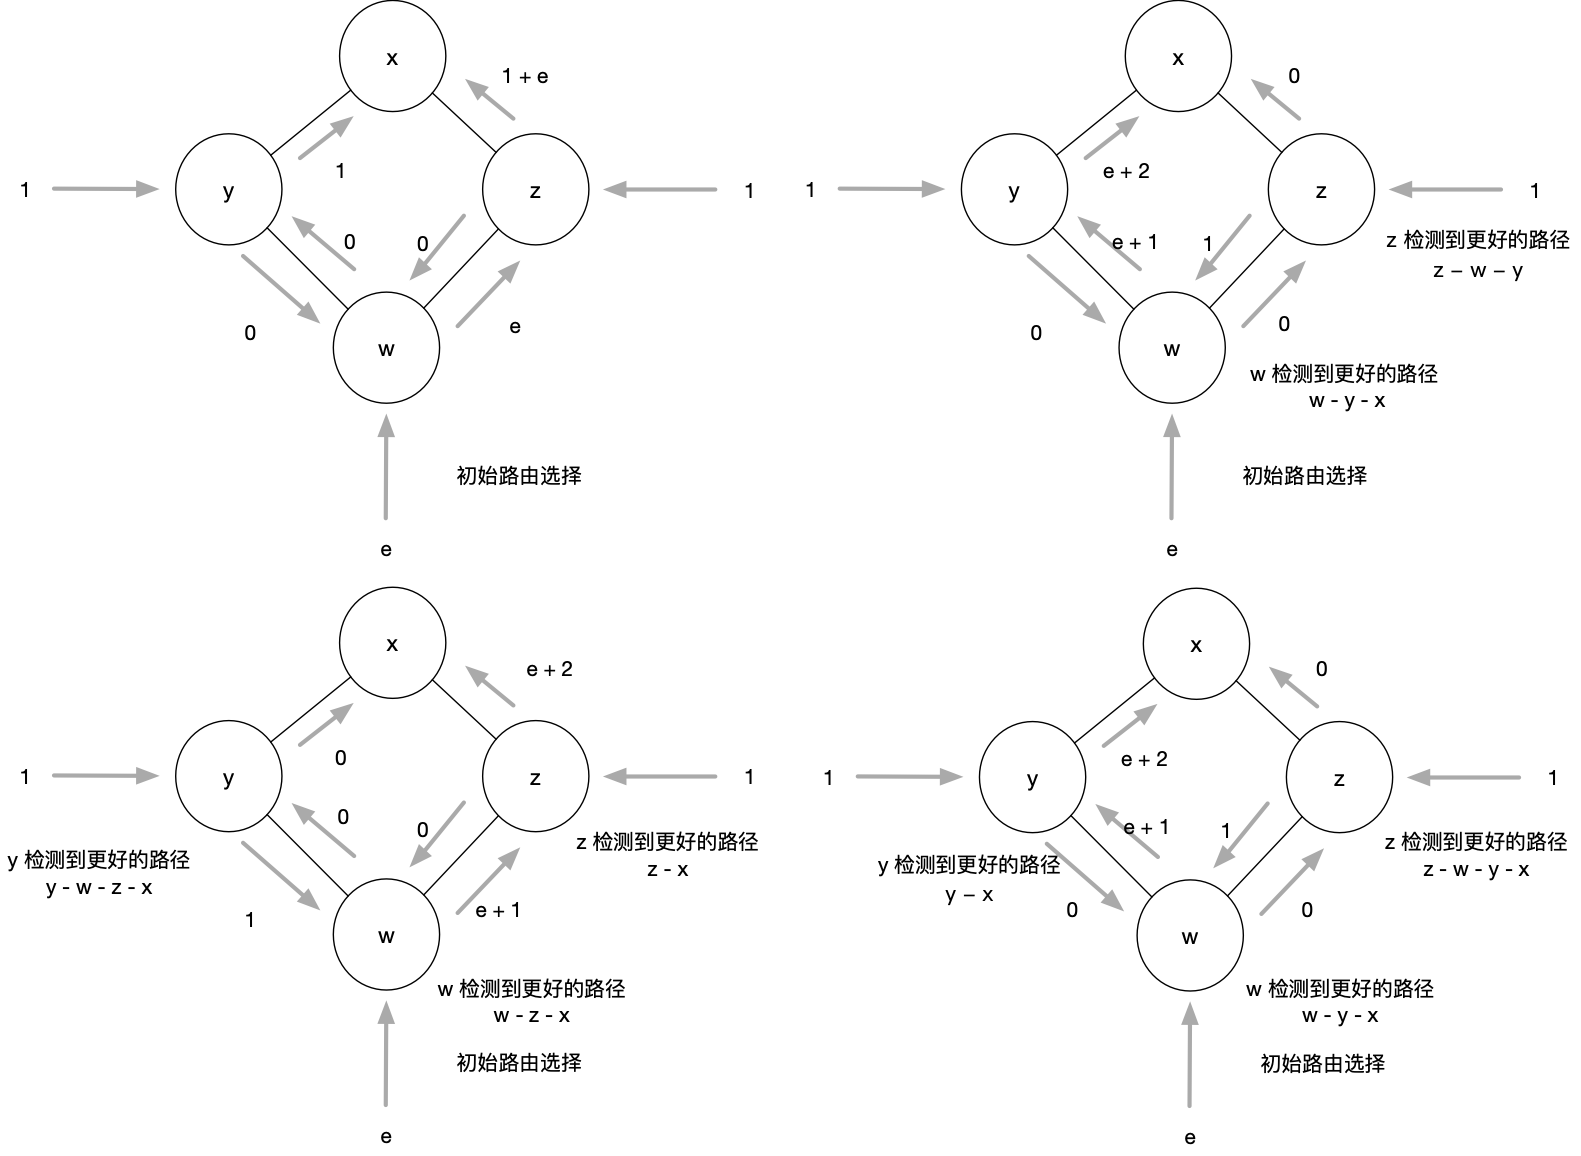 x
1 + e
1
y
1
z
1
0
0
0
e
w
初始路由选择
e
x
0
1
y
e + 2
z
1
e + 1
1
z 检测到更好的路径
z – w – y
0
0
w
w 检测到更好的路径
w - y - x
初始路由选择
e
x
e + 2
1
y
0
z
1
0
0
z 检测到更好的路径
z - x
y 检测到更好的路径
y - w - z - x
1
e + 1
w
w 检测到更好的路径
w - z - x
初始路由选择
e
x
0
1
y
e + 2
z
1
e + 1
1
z 检测到更好的路径
z - w - y - x
y 检测到更好的路径
y – x
0
0
w
w 检测到更好的路径
w - y - x
初始路由选择
e